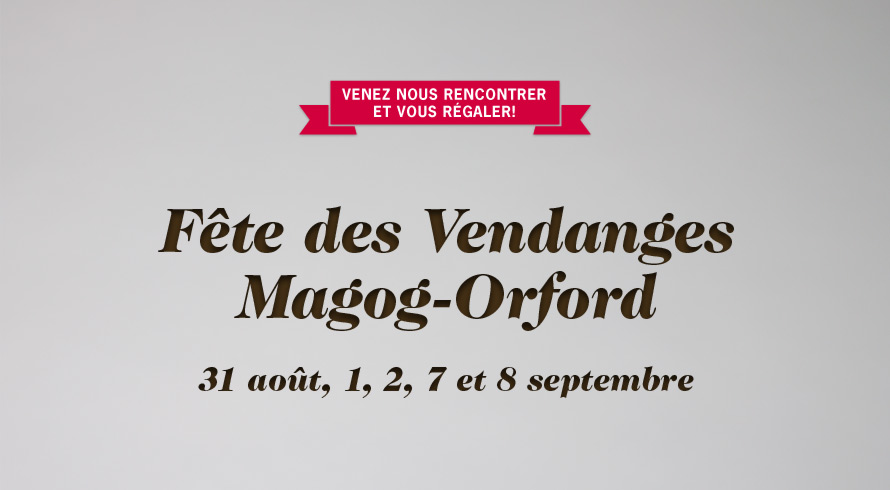 VENEZ NOUS RENCONTRER
ET VOUS RÉGALER!
Fête des Vendanges
Magog-Orford
31 août, 1, 2, 7 et 8 septembre